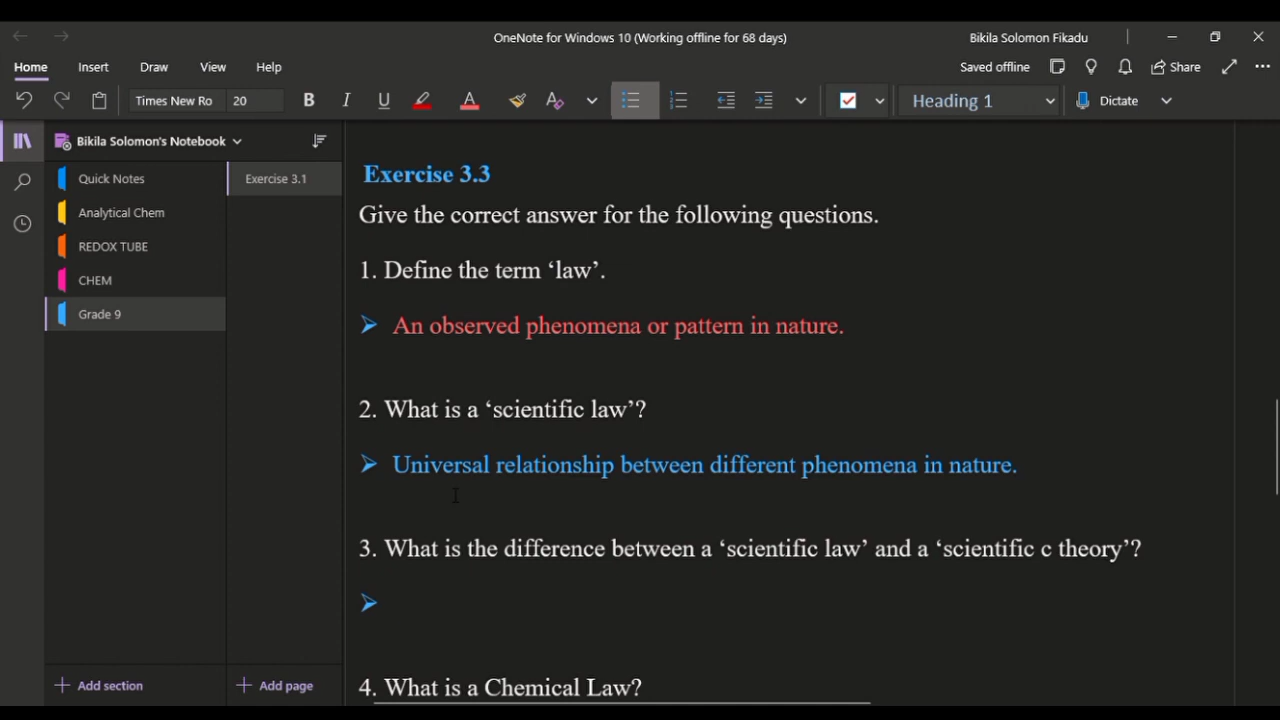 OneNote for Windows 10 (Working offline for 68 days)
Bikila Solomon Fikadu
Home Insert Draw View Help
Saved offline
Share
Times New Ro 20
B I U A
Heading 1
Dictate
Bikila Solomon's Notebook
Quick Notes
Analytical Chem
REDOX TUBE
CHEM
Grade 9
Add section
Exercise 3.1
Add page
Exercise 3.3
Give the correct answer for the following questions.
1. Define the term ‘law’.
➢ An observed phenomena or pattern in nature.
2. What is a ‘scientific law’?
➢ Universal relationship between different phenomena in nature.
3. What is the difference between a ‘scientific law’ and a ‘scientific c theory’?
➢
4. What is a Chemical Law?